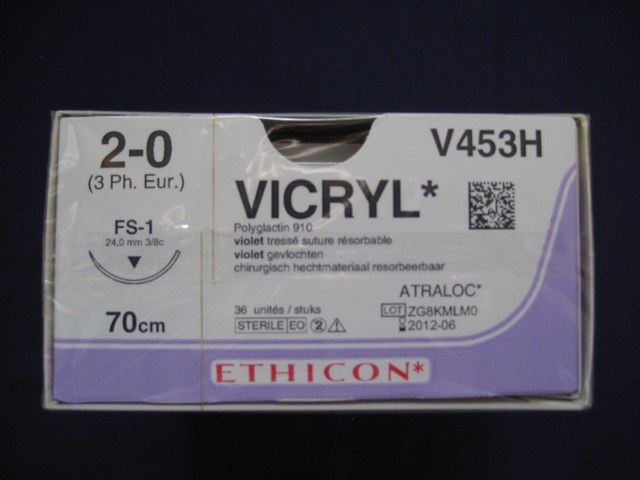 2-0
(3 Ph. Eur.)
FS-1
24,0 mm 3/8c
70cm
V453H
VICRYL*
Polyglactin 910
violet tressé suture résorbable
violet gevlochten
chirurgisch hechtmateriaal resorbeerbaar
ATRALOC*
36 unités / stuks
STERILE EO 2
LOT ZG8KMLM0
2012-06
ETHICON*